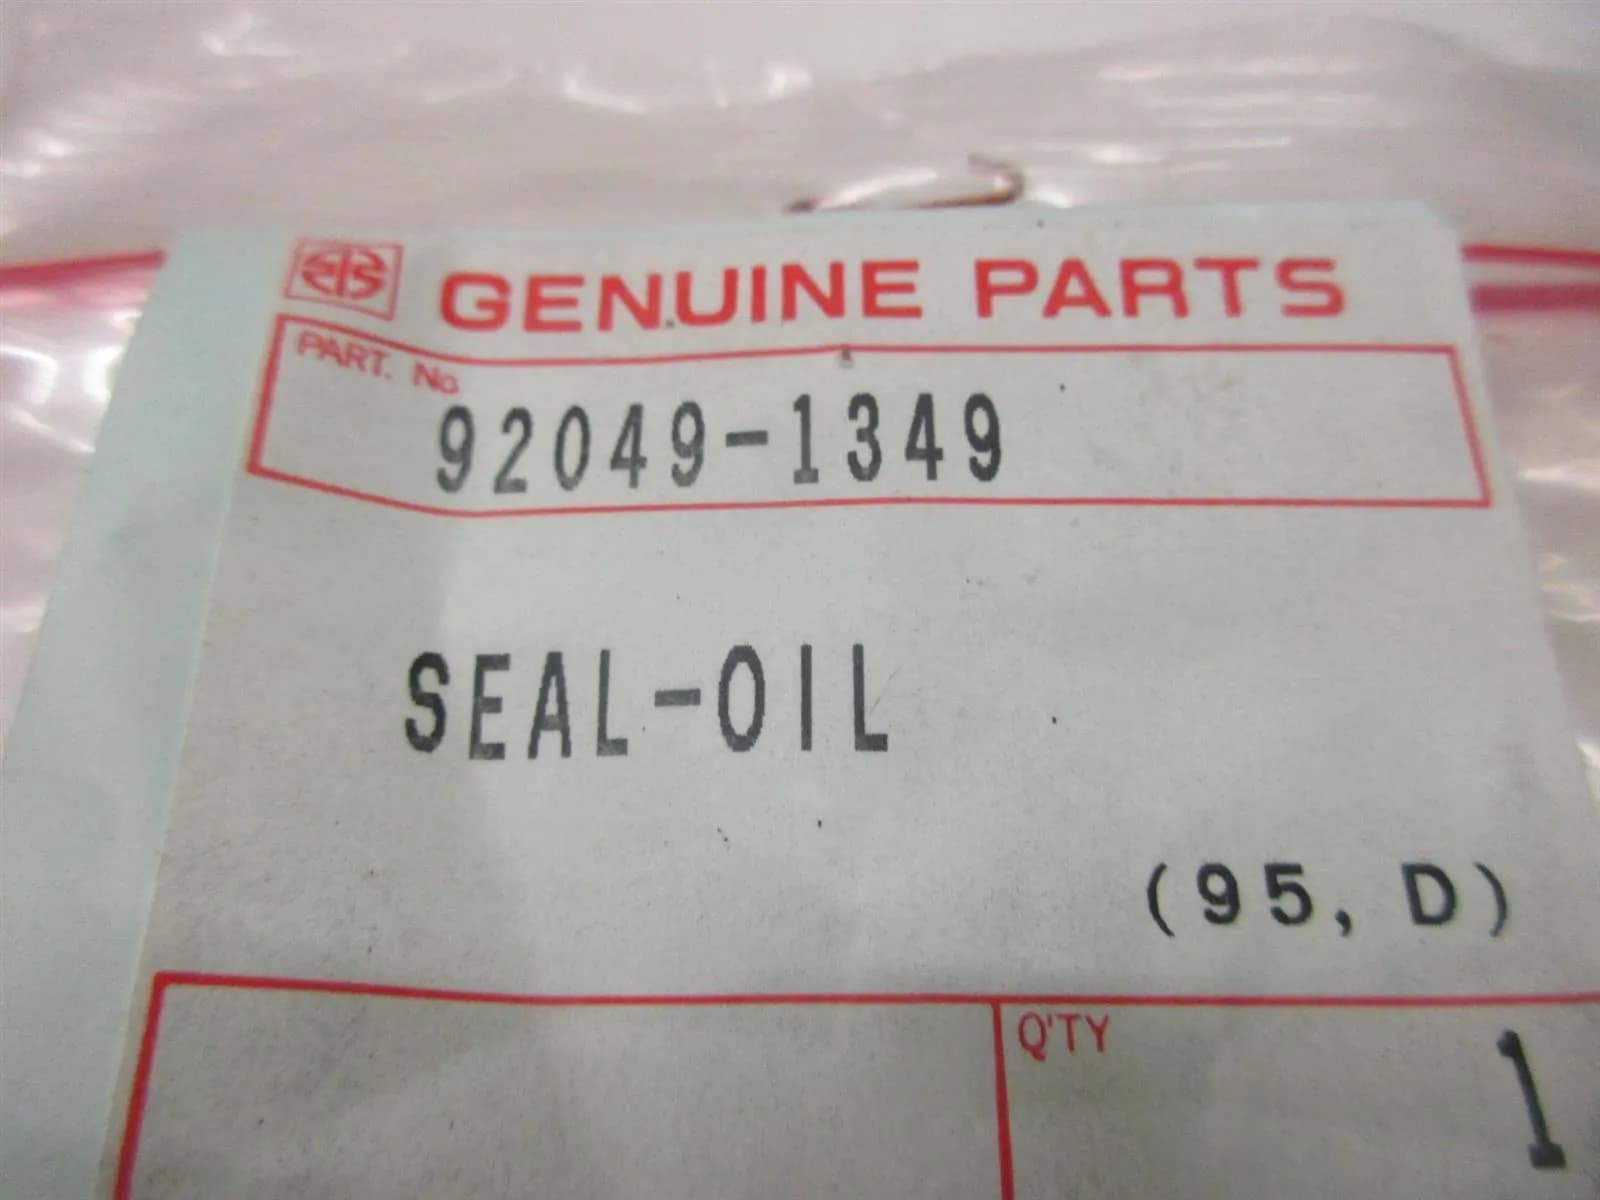 GENUINE PARTS
PART. No.
92049-1349
SEAL-OIL
(95, D)
Q'TY
1